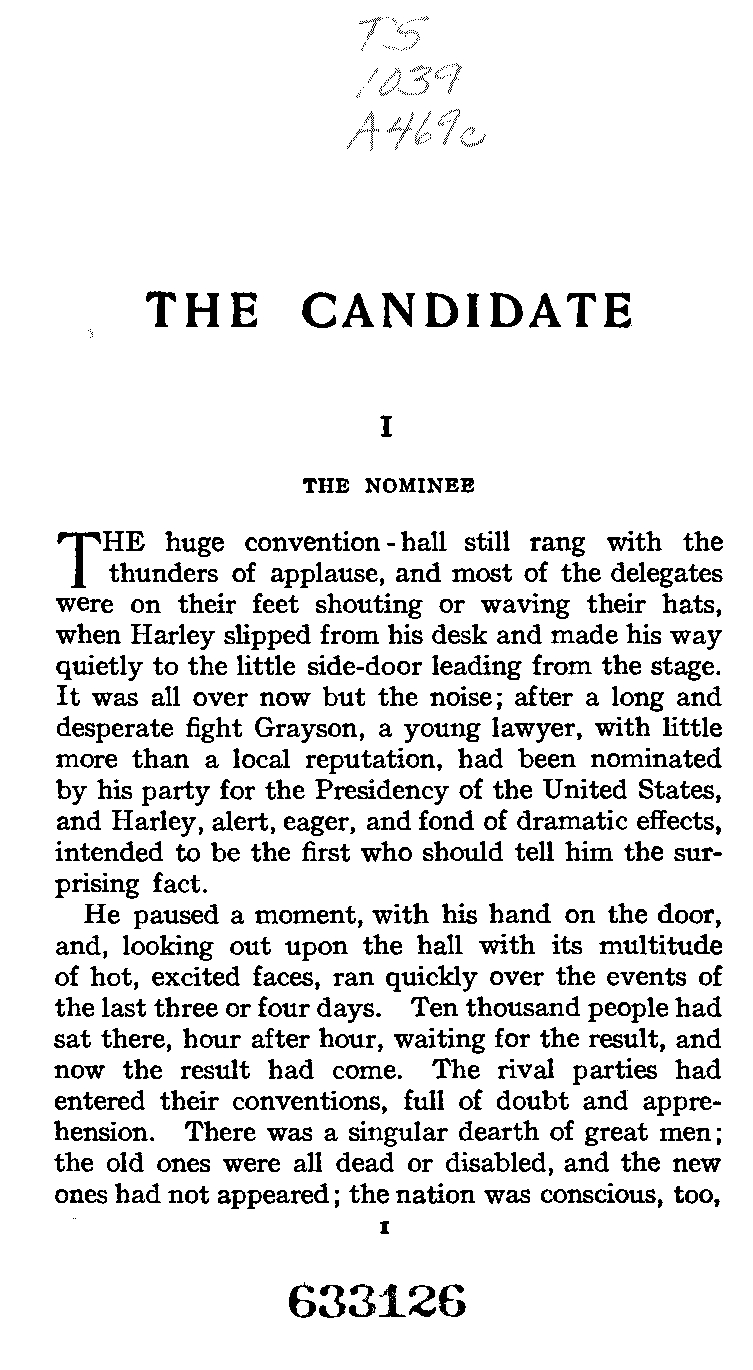 TS
1039
A469c
THE CANDIDATE
I
THE NOMINEE
THE huge convention-hall still rang with the
thunders of applause, and most of the delegates
were on their feet shouting or waving their hats,
when Harley slipped from his desk and made his way
quietly to the little side-door leading from the stage.
It was all over now but the noise; after a long and
desperate fight Grayson, a young lawyer, with little
more than a local reputation, had been nominated
by his party for the Presidency of the United States,
and Harley, alert, eager, and fond of dramatic effects,
intended to be the first who should tell him the sur-
prising fact.
He paused a moment, with his hand on the door,
and, looking out upon the hall with its multitude
of hot, excited faces, ran quickly over the events of
the last three or four days. Ten thousand people had
sat there, hour after hour, waiting for the result, and
now the result had come. The rival parties had
entered their conventions, full of doubt and appre-
hension. There was a singular dearth of great men;
the old ones were all dead or disabled, and the new
ones had not appeared; the nation was conscious, too,
I
633126